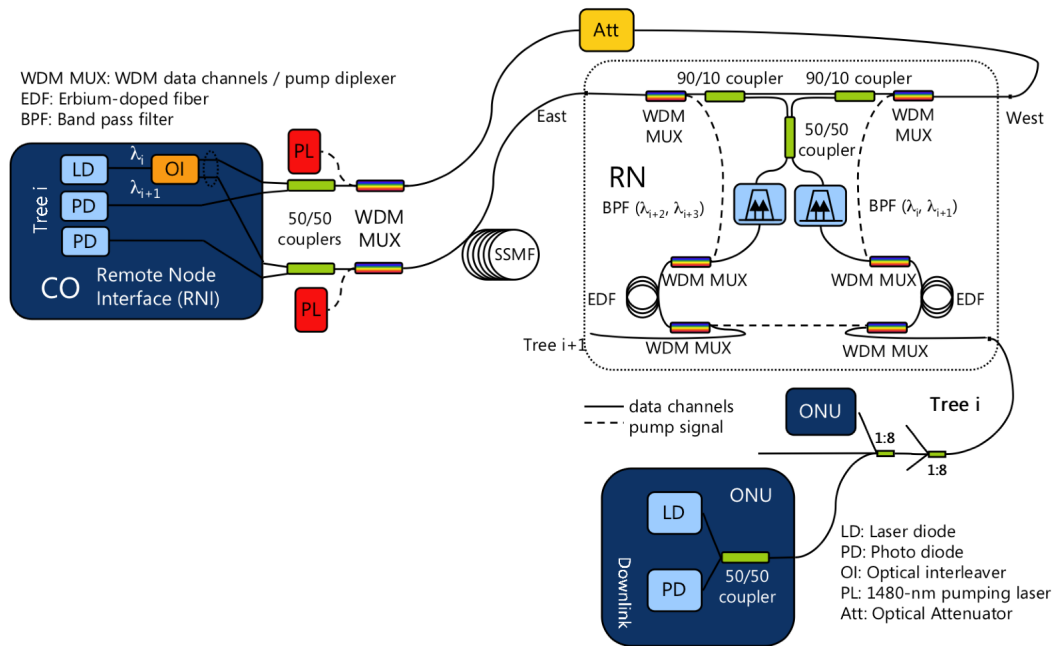 Att
WDM MUX: WDM data channels / pump diplexer
EDF: Erbium-doped fiber
BPF: Band pass filter
90/10 coupler
90/10 coupler
East
WDM
MUX
WDM
MUX
West
50/50
coupler
Tree i
LD
λi
OI
λi+1
PD
PD
CO
Remote Node
Interface (RNI)
PL
50/50
couplers
WDM
MUX
PL
SSMF
RN
BPF (λi+2, λi+3)
BPF (λi, λi+1)
WDM MUX
WDM MUX
EDF
EDF
Tree i+1
WDM MUX
WDM MUX
data channels
pump signal
ONU
Tree i
1:8
1:8
ONU
LD
PD
50/50
coupler
Downlink
LD: Laser diode
PD: Photo diode
OI: Optical interleaver
PL: 1480-nm pumping laser
Att: Optical Attenuator